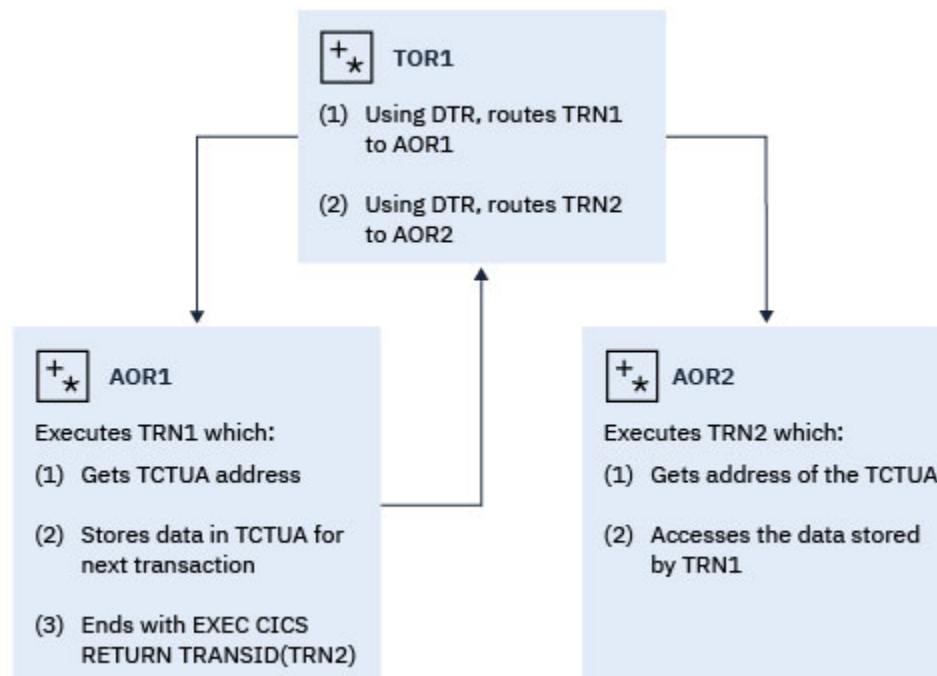 TOR1
(1) Using DTR, routes TRN1
to AOR1
(2) Using DTR, routes TRN2
to AOR2
AOR1
Executes TRN1 which:
(1) Gets TCTUA address
(2) Stores data in TCTUA for
next transaction
(3) Ends with EXEC CICS
RETURN TRANSID(TRN2)
AOR2
Executes TRN2 which:
(1) Gets address of the TCTUA
(2) Accesses the data stored
by TRN1